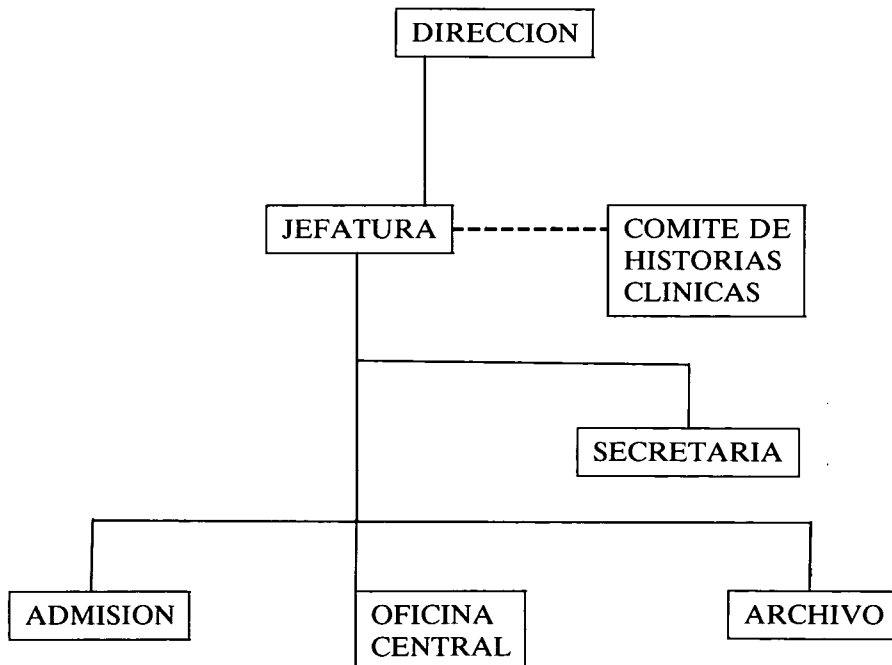 DIRECCION
JEFATURA
COMITE DE
HISTORIAS
CLINICAS
SECRETARIA
ADMISION
OFICINA
CENTRAL
ARCHIVO